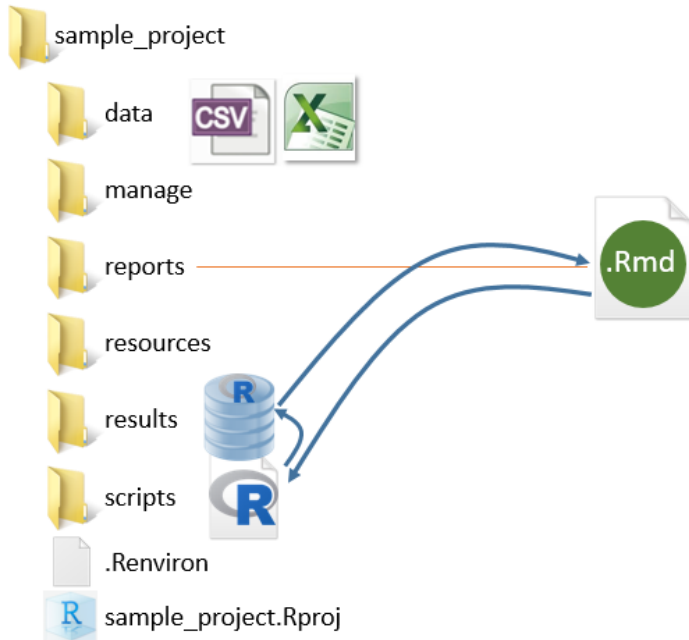 sample_project
data
CSV
X
manage
reports
.Rmd
resources
R
results
scripts
R
.Renviron
R
sample_project.Rproj